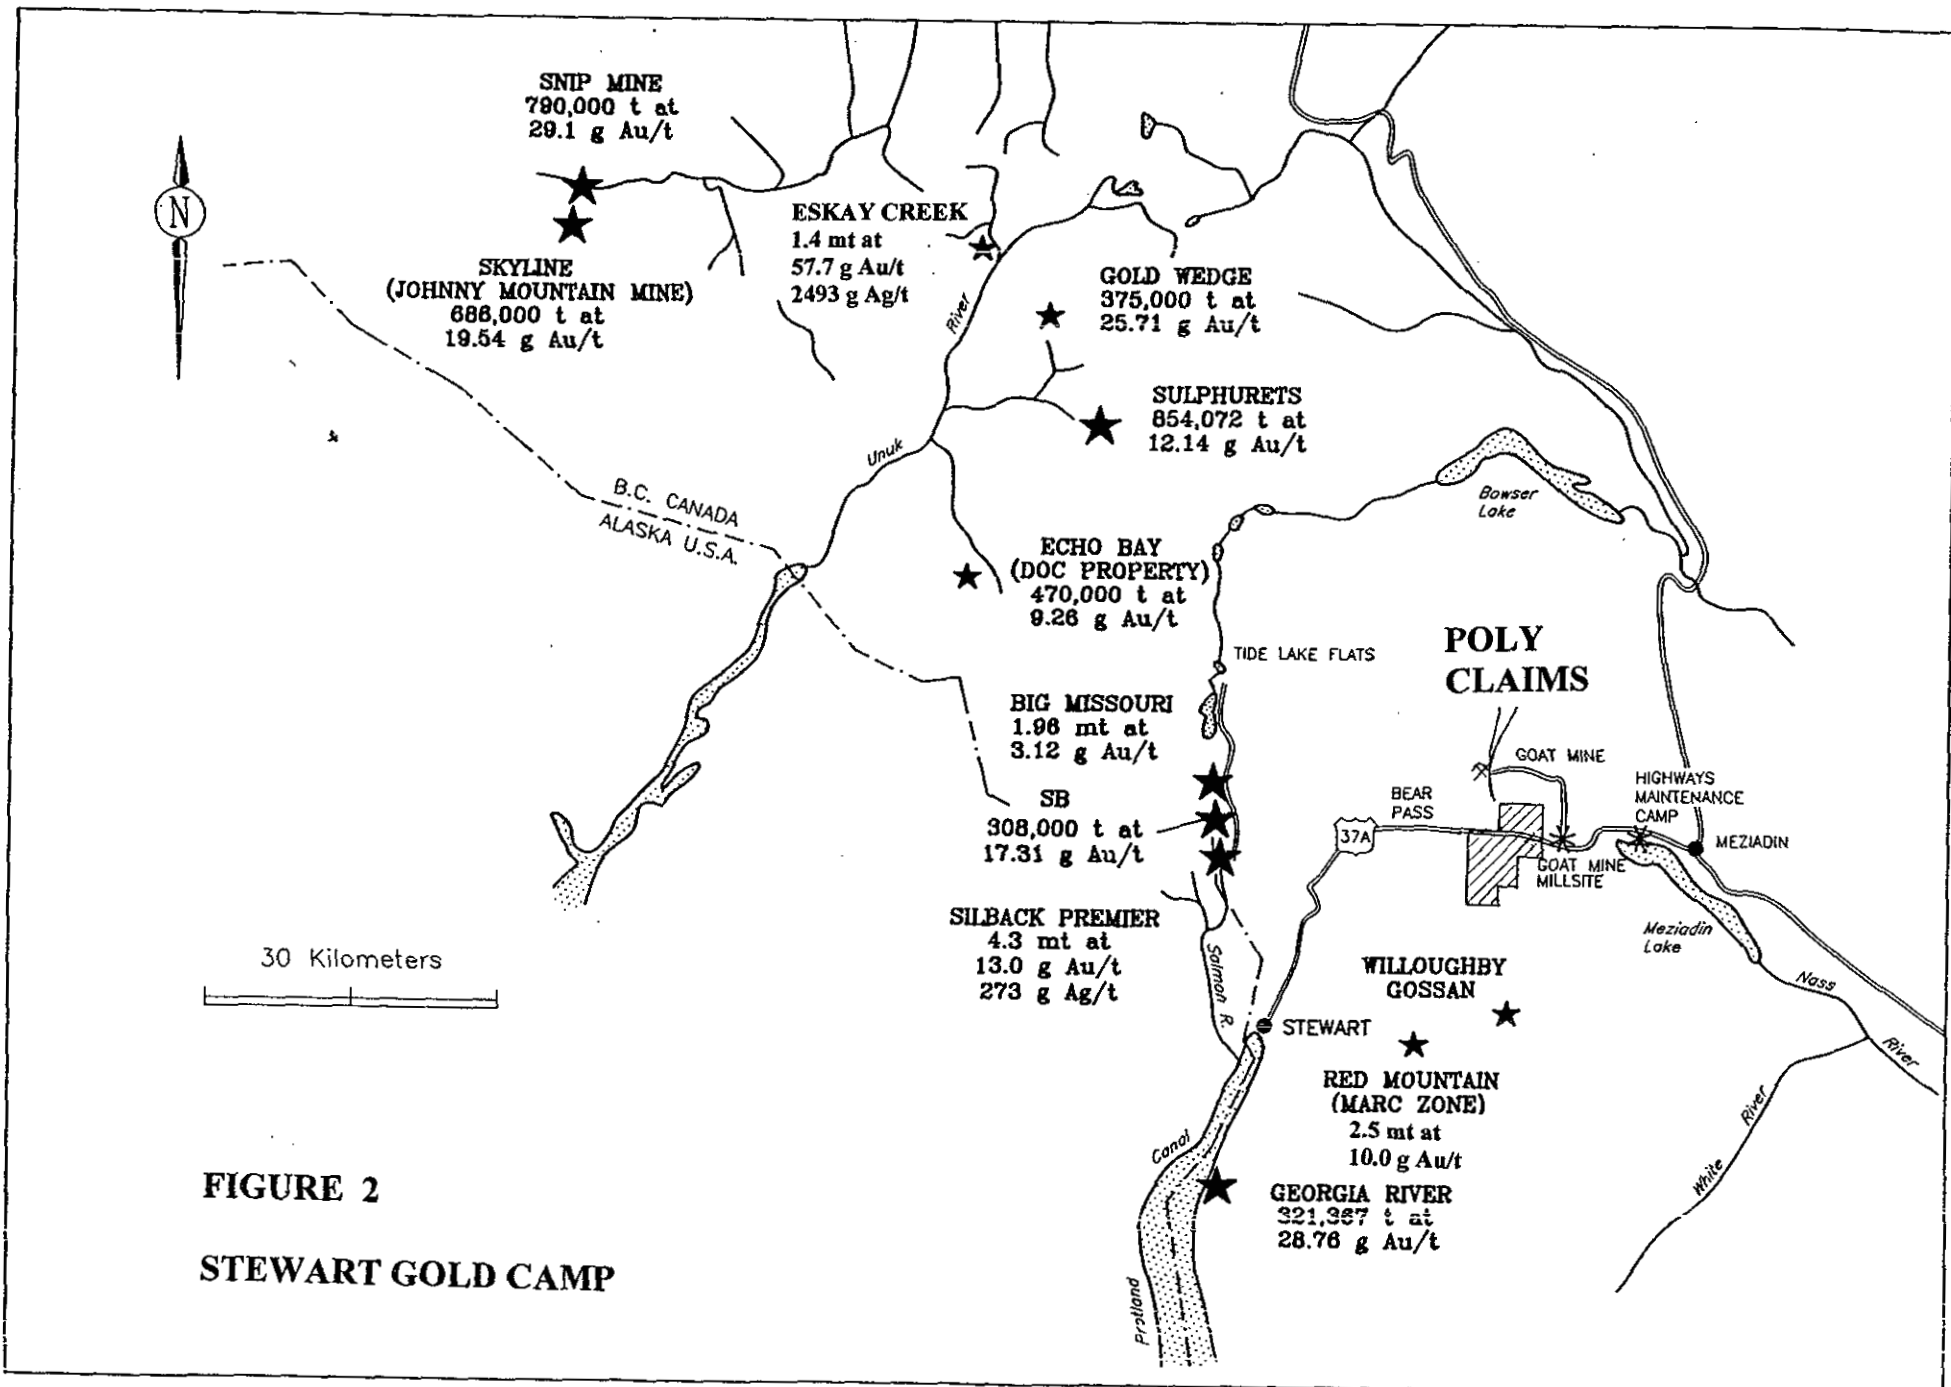 SNIP MINE
790,000 t at
29.1 g Au/t
N
SKYLINE
(JOHNNY MOUNTAIN MINE)
686,000 t at
19.54 g Au/t
ESKAY CREEK
1.4 mt at
57.7 g Au/t
2493 g Ag/t
River
Unuk
GOLD WEDGE
375,000 t at
25.71 g Au/t
SULPHURETS
854,072 t at
12.14 g Au/t
B.C. CANADA
ALASKA U.S.A.
Bowser
Lake
ECHO BAY
(DOC PROPERTY)
470,000 t at
9.26 g Au/t
TIDE LAKE FLATS
POLY
CLAIMS
BIG MISSOURI
1.96 mt at
3.12 g Au/t
GOAT MINE
HIGHWAYS
MAINTENANCE
CAMP
BEAR
PASS
SB
308,000 t at
17.31 g Au/t
37A
MEZIADIN
GOAT MINE
MILLSITE
SILBACK PREMIER
4.3 mt at
13.0 g Au/t
273 g Ag/t
Salmon R.
Meziadin
Lake
30 Kilometers
WILLOUGHBY
GOSSAN
Nass
River
STEWART
RED MOUNTAIN
(MARC ZONE)
2.5 mt at
10.0 g Au/t
White
River
Canal
Protland
GEORGIA RIVER
321,367 t at
28.76 g Au/t
FIGURE 2
STEWART GOLD CAMP